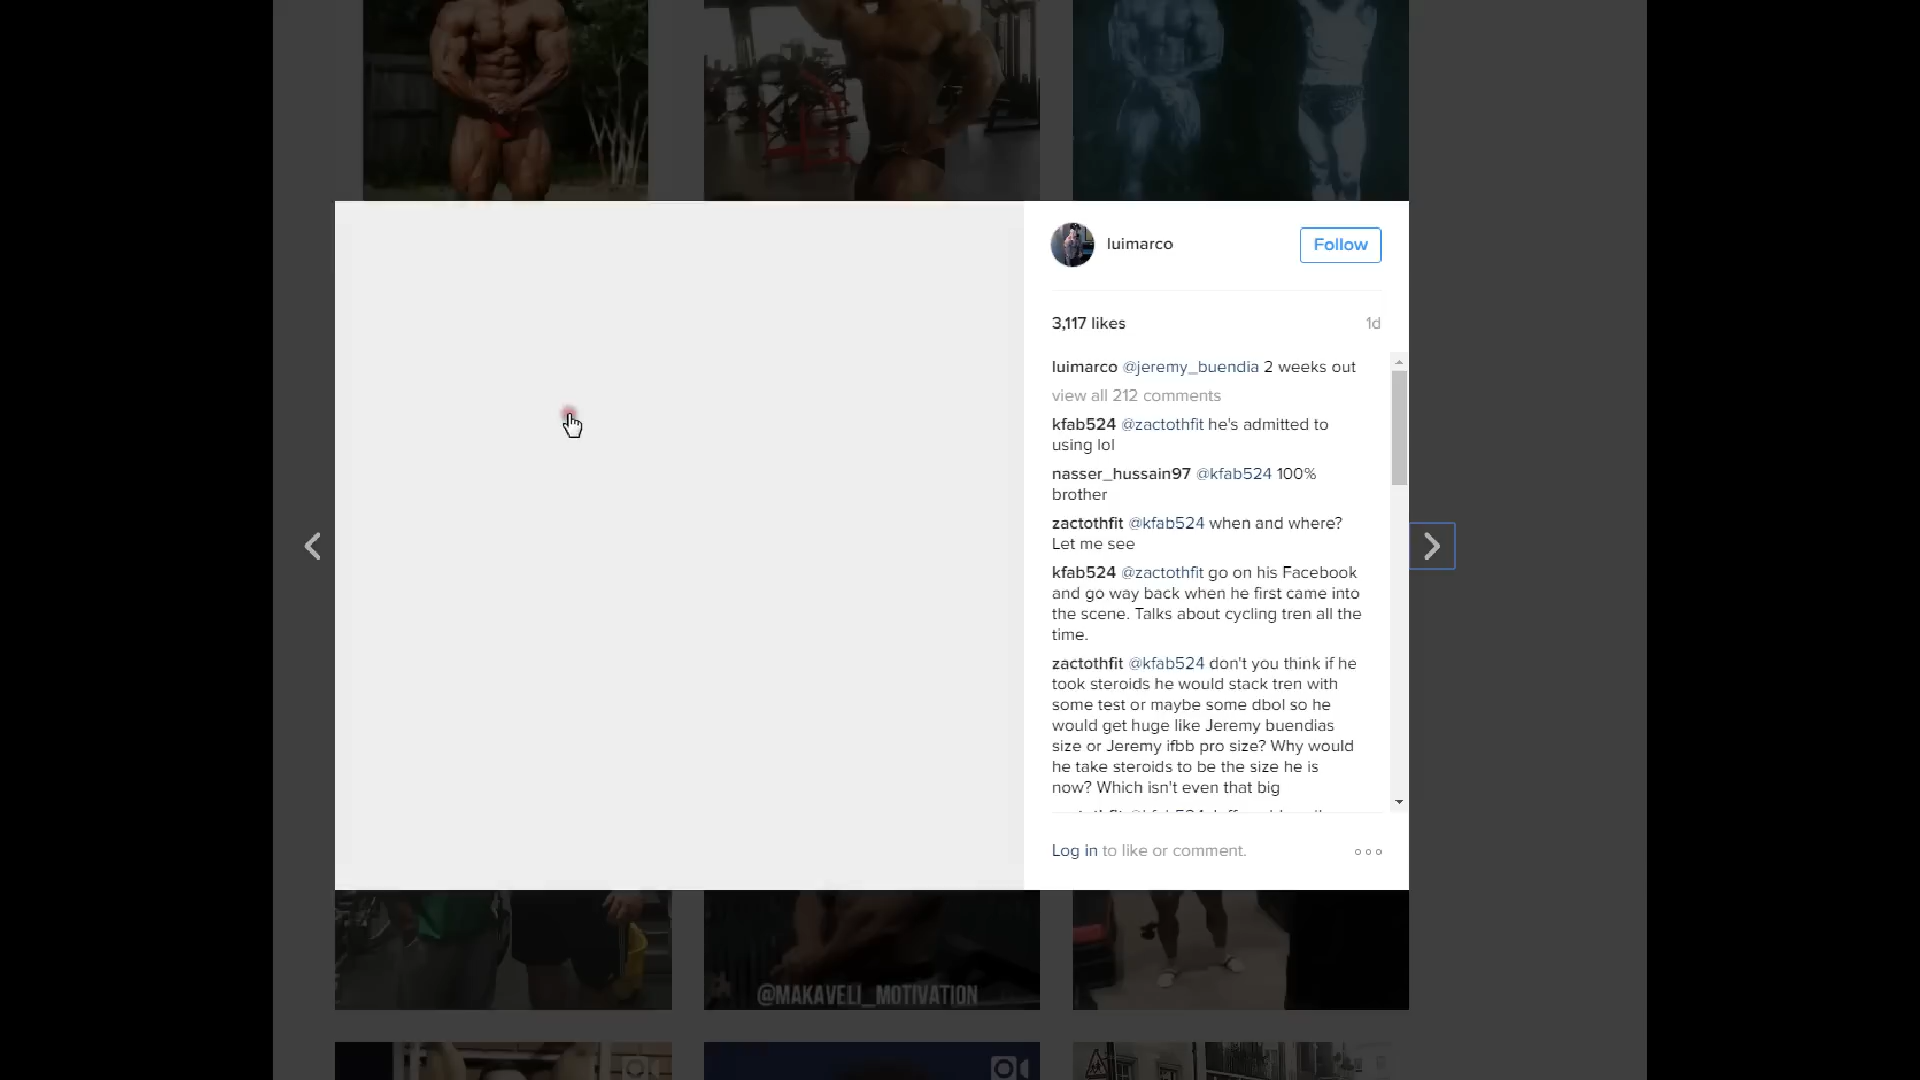 luimarco
Follow
3,117 likes
1d
luimarco @jeremy_buendia 2 weeks out
view all 212 comments
kfab524 @zactothfit he's admitted to
using lol
nasser_hussain97 @kfab524 100%
brother
zactothfit @kfab524 when and where?
Let me see
kfab524 @zactothfit go on his Facebook
and go way back when he first came into
the scene. Talks about cycling tren all the
time.
zactothfit @kfab524 don't you think if he
took steroids he would stack tren with
some test or maybe some dbol so he
would get huge like Jeremy buendias
size or Jeremy ifbb pro size? Why would
he take steroids to be the size he is
now? Which isn't even that big
Log in to like or comment.
@MAKAVELI_MOTIVATION